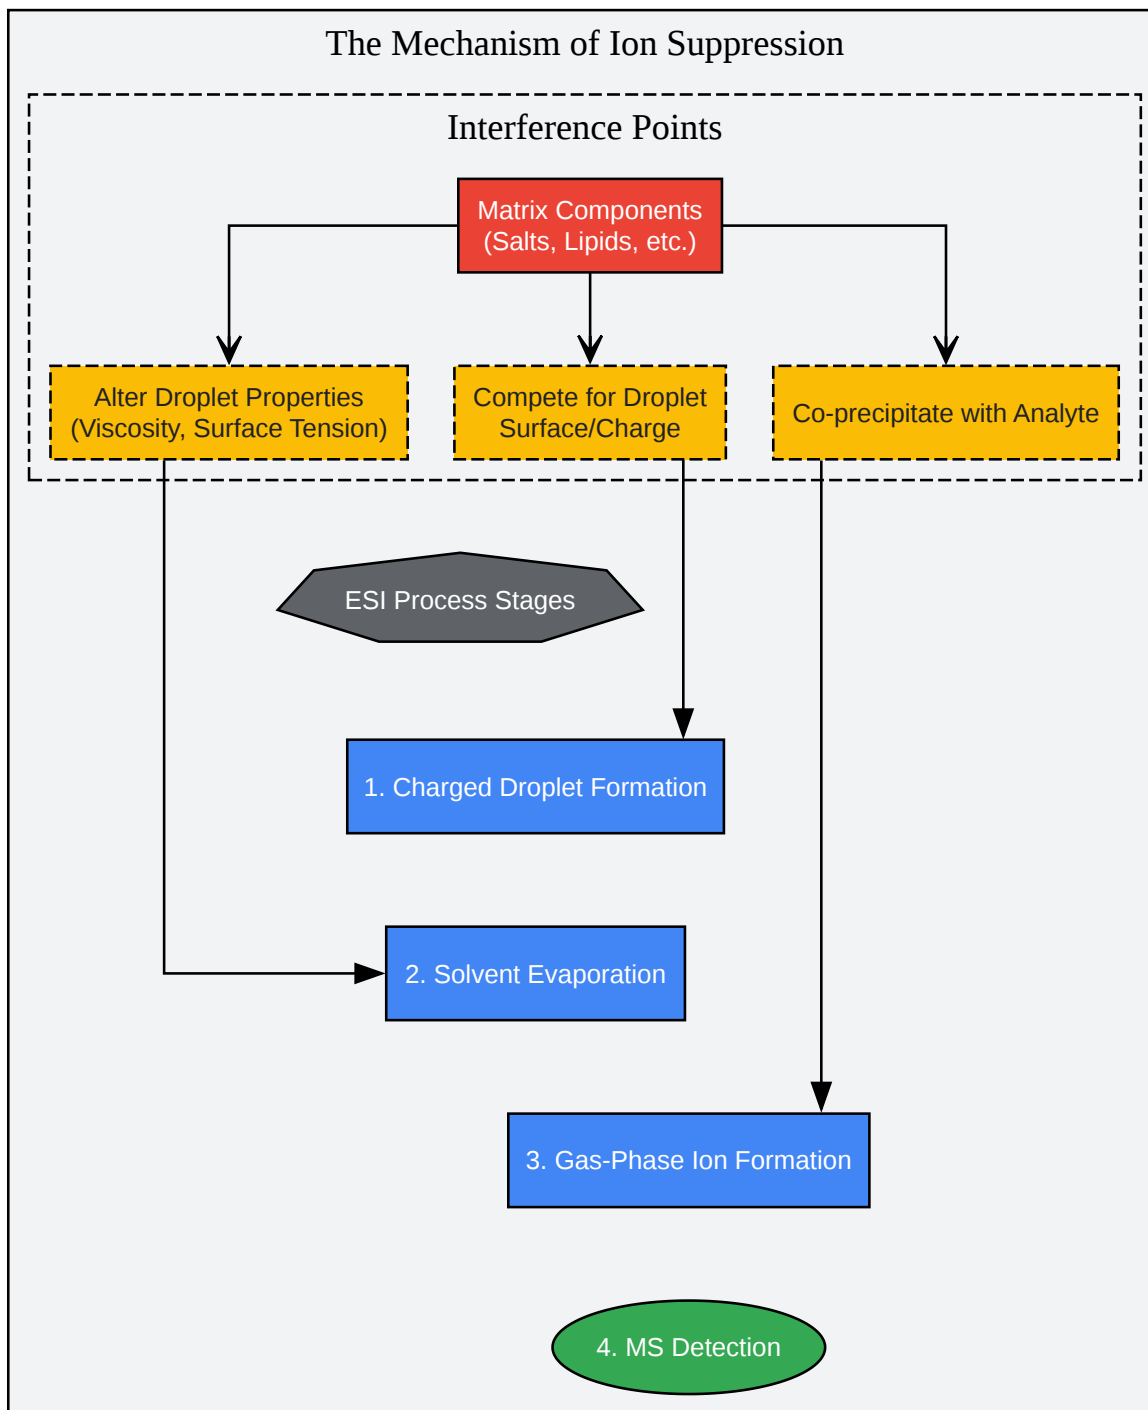 The Mechanism of Ion Suppression
Interference Points
Matrix Components
(Salts, Lipids, etc.)
Alter Droplet Properties
(Viscosity, Surface Tension)
Compete for Droplet
Surface/Charge
Co-precipitate with Analyte
ESI Process Stages
1. Charged Droplet Formation
2. Solvent Evaporation
3. Gas-Phase Ion Formation
4. MS Detection